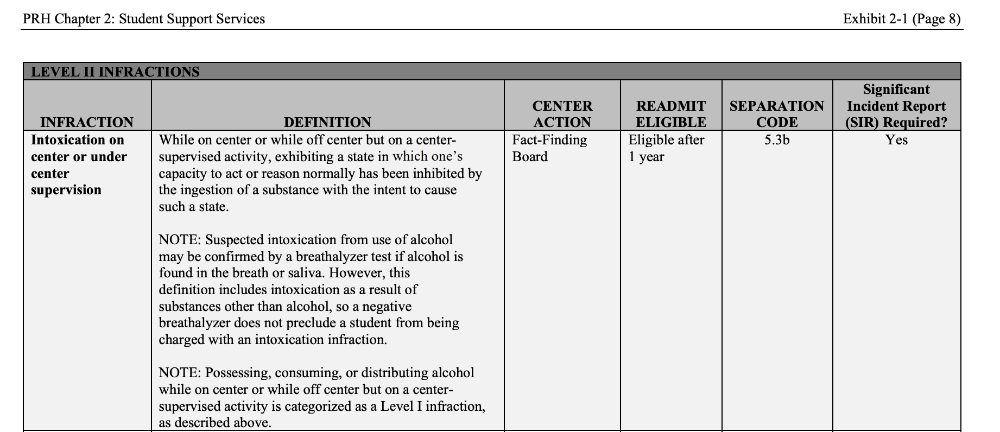 PRH Chapter 2: Student Support Services Exhibit 2-1 (Page 8)
LEVEL II INFRACTIONS
INFRACTION
DEFINITION
CENTER
ACTION
READMIT
ELIGIBLE
SEPARATION
CODE
Significant
Incident Report
(SIR) Required?
Intoxication on
center or under
center
supervision
While on center or while off center but on a center-
supervised activity, exhibiting a state in which one’s
capacity to act or reason normally has been inhibited by
the ingestion of a substance with the intent to cause
such a state.
NOTE: Suspected intoxication from use of alcohol
may be confirmed by a breathalyzer test if alcohol is
found in the breath or saliva. However, this
definition includes intoxication as a result of
substances other than alcohol, so a negative
breathalyzer does not preclude a student from being
charged with an intoxication infraction.
NOTE: Possessing, consuming, or distributing alcohol
while on center or while off center but on a center-
supervised activity is categorized as a Level I infraction,
as described above.
Fact-Finding
Board
Eligible after
1 year
5.3b
Yes